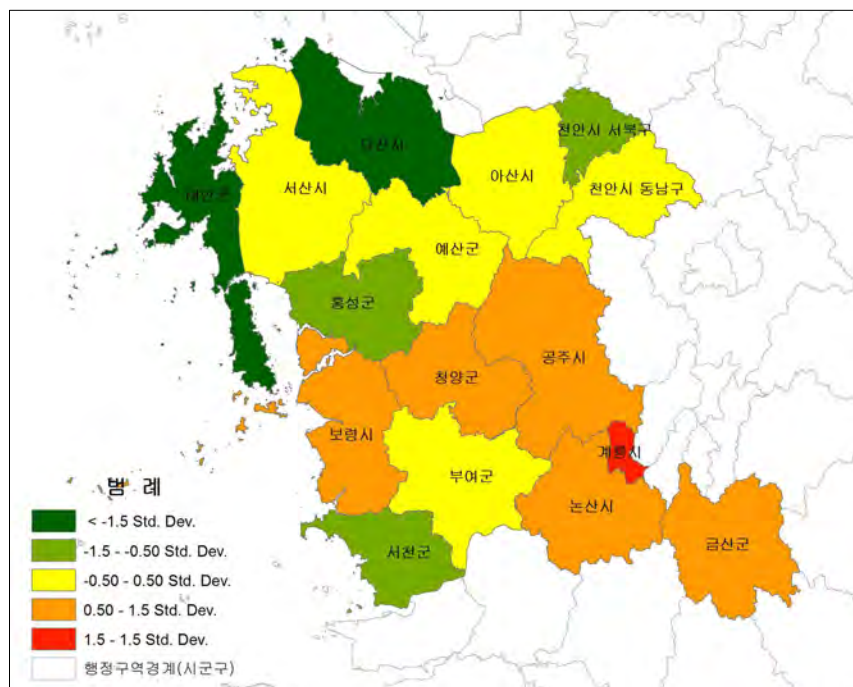 천안시 서북구
당산시
아산시
천안시 동남구
태안군
서산시
예산군
홍성군
공주시
청양군
보령시
계룡시
부여군
논산시
금산군
서천군
범 례
< -1.5 Std. Dev.
-1.5 - -0.50 Std. Dev.
-0.50 - 0.50 Std. Dev.
0.50 - 1.5 Std. Dev.
1.5 - 1.5 Std. Dev.
행정구역경계(시군구)